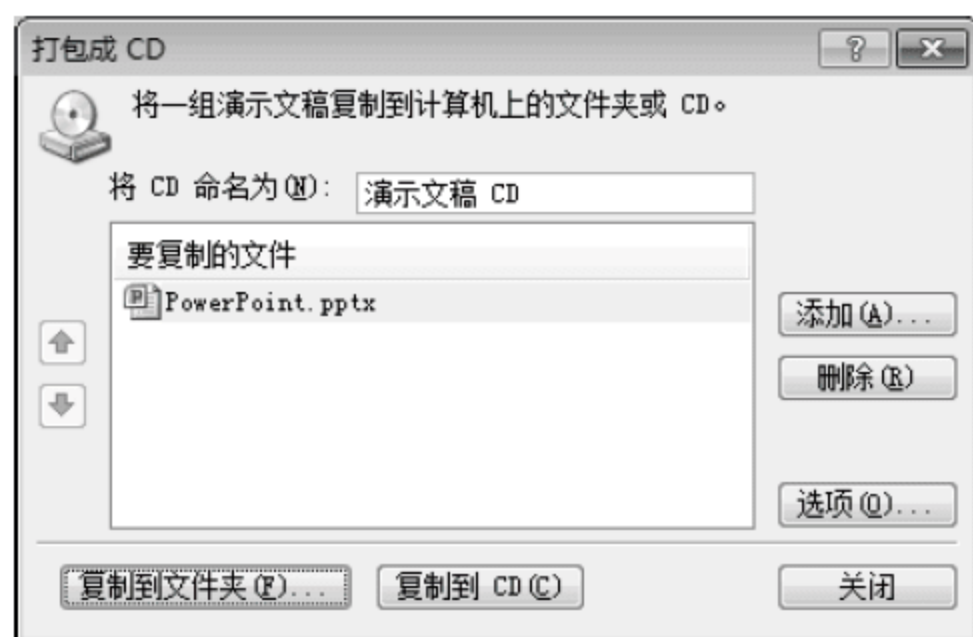 打包成 CD
将一组演示文稿复制到计算机上的文件夹或 CD。
将 CD 命名为(N): 演示文稿 CD
要复制的文件
PowerPoint.pptx
添加(A)...
删除(R)
选项(O)...
复制到文件夹(F)... 复制到 CD(C) 关闭